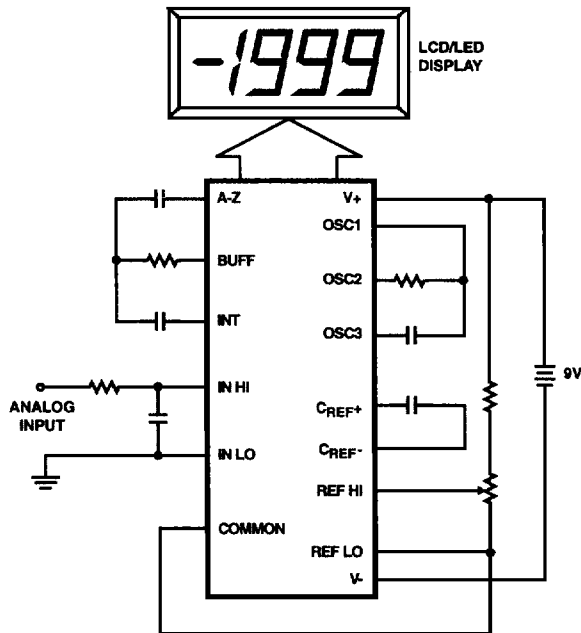 -1999
LCD/LED
DISPLAY
A-Z
BUFF
INT
IN HI
IN LO
COMMON
V+
OSC1
OSC2
OSC3
CREF+
CREF-
REF HI
REF LO
V-
ANALOG
INPUT
9V